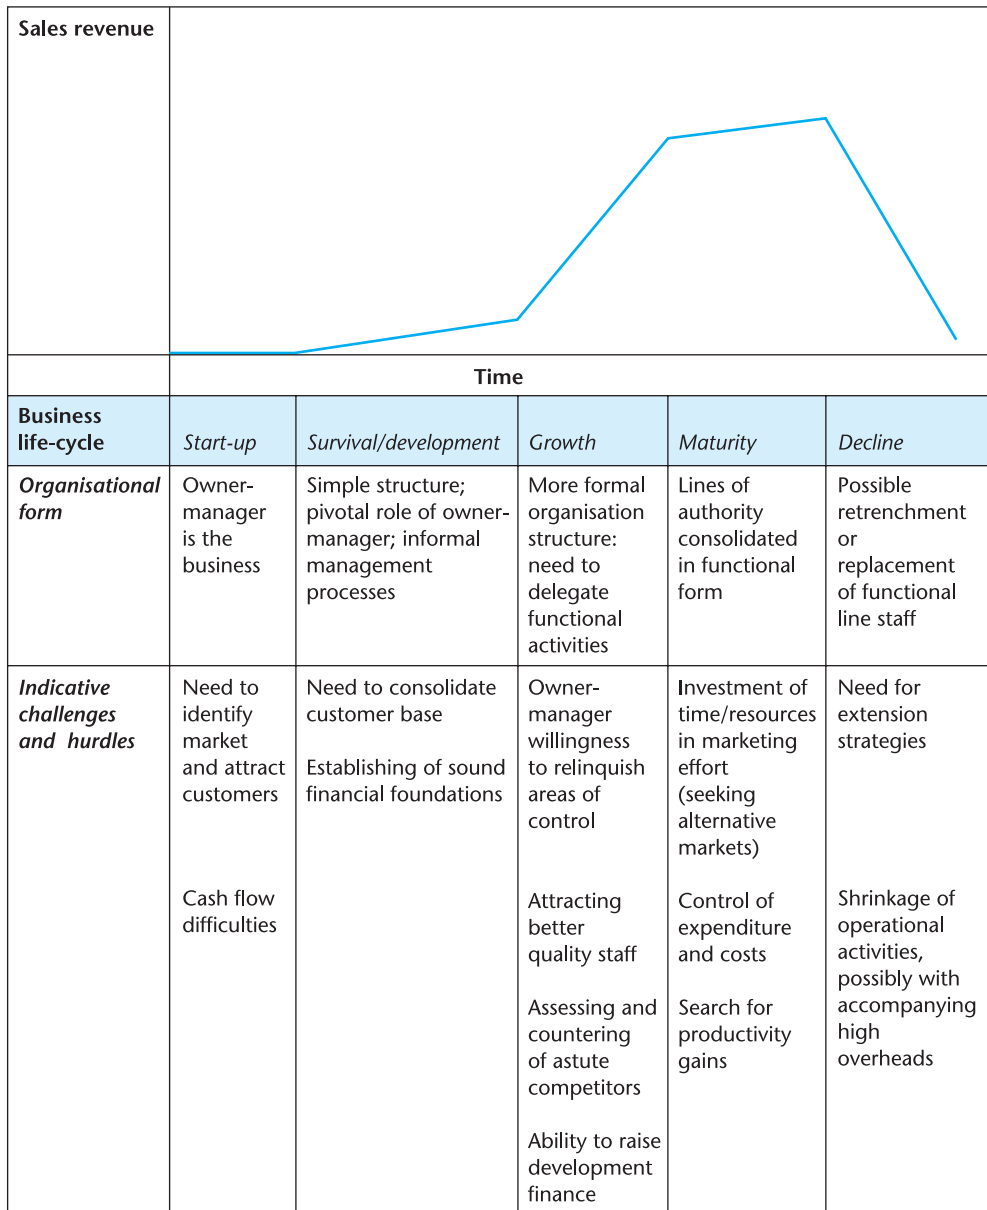 Sales revenue
Time
Business
life-cycle
Start-up
Survival/development
Growth
Maturity
Decline
Organisational
form
Owner-
manager
is the
business
Simple structure;
pivotal role of owner-
manager; informal
management
processes
More formal
organisation
structure:
need to
delegate
functional
activities
Lines of
authority
consolidated
in functional
form
Possible
retrenchment
or
replacement
of functional
line staff
Indicative
challenges
and hurdles
Need to
identify
market
and attract
customers
Cash flow
difficulties
Need to consolidate
customer base
Establishing of sound
financial foundations
Owner-
manager
willingness
to relinquish
areas of
control
Attracting
better
quality staff
Assessing and
countering
of astute
competitors
Ability to raise
development
finance
Investment of
time/resources
in marketing
effort
(seeking
alternative
markets)
Control of
expenditure
and costs
Search for
productivity
gains
Need for
extension
strategies
Shrinkage of
operational
activities,
possibly with
accompanying
high
overheads